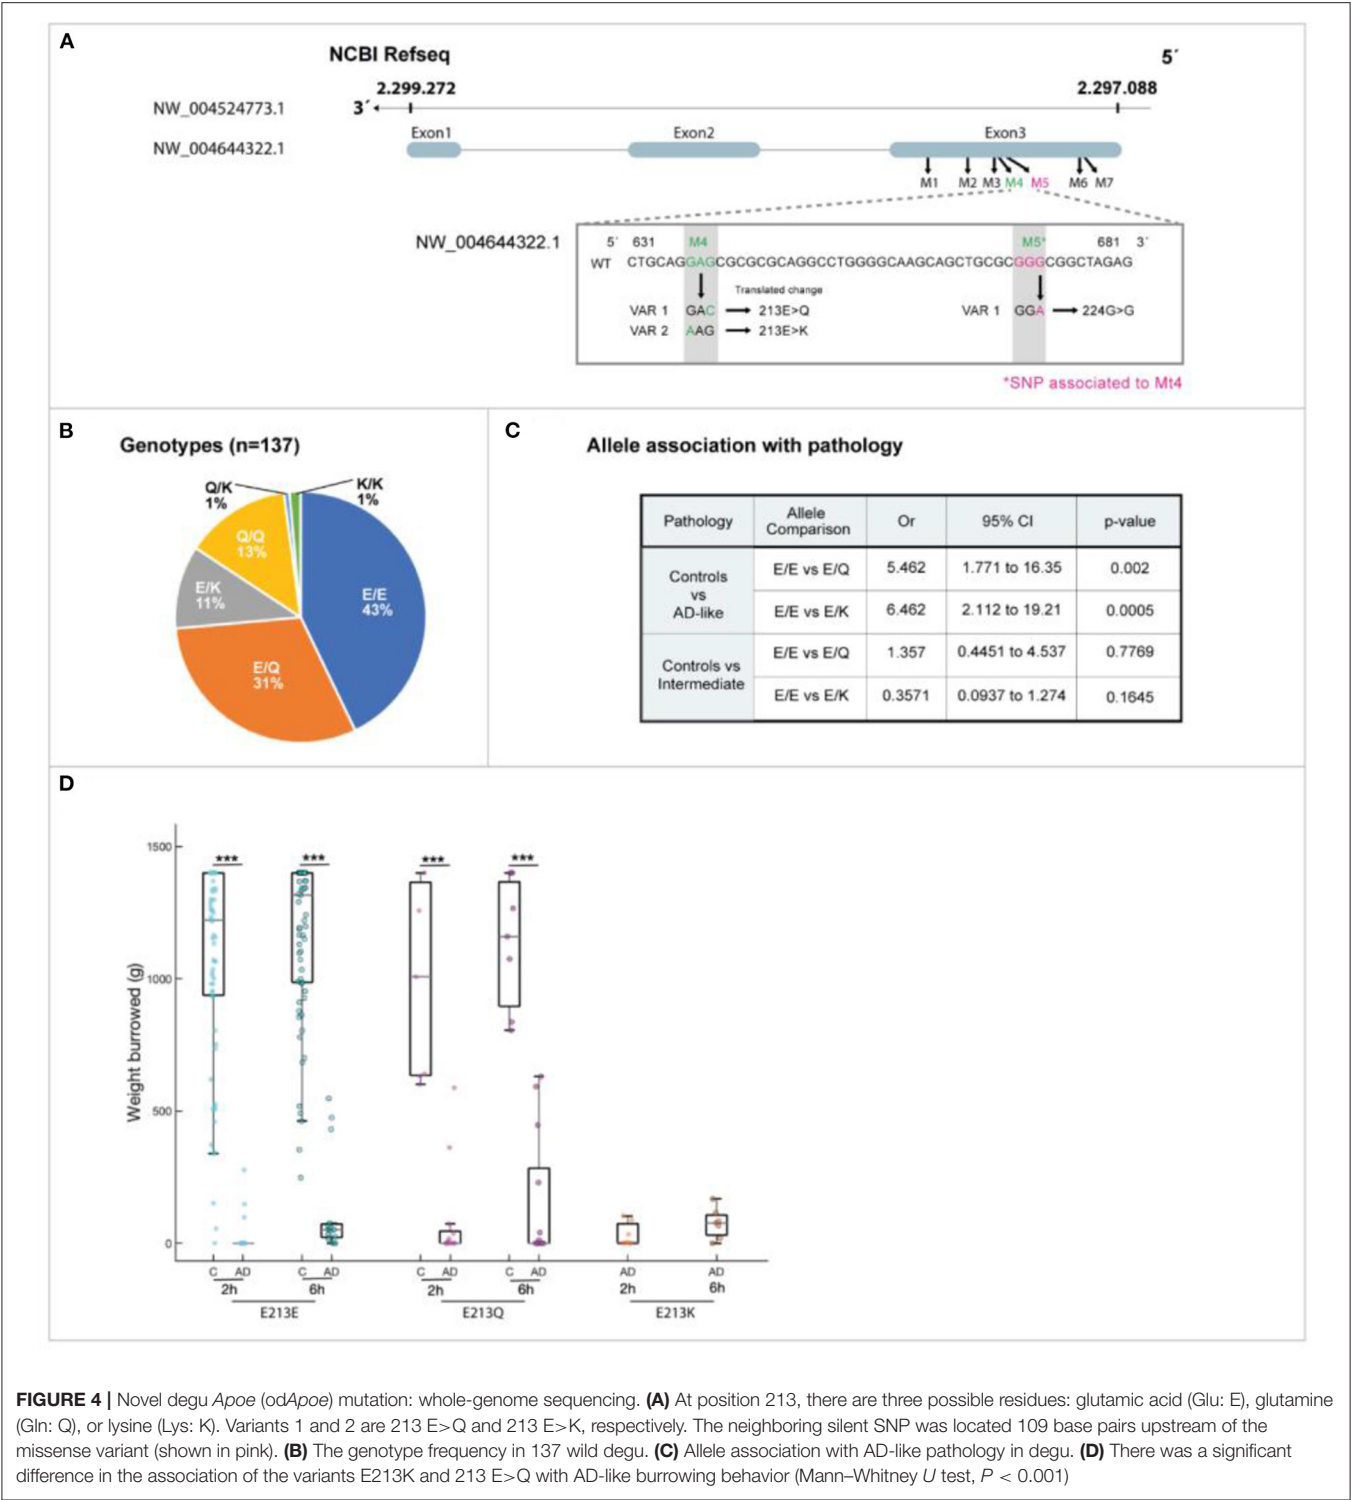 A
NCBI Refseq
5´
2.299.272
2.297.088
NW_004524773.1
3´
NW_004644322.1
Exon1
Exon2
Exon3
M1 M2 M3 M4 M5 M6 M7
NW_004644322.1
5´ 631 M4 M5* 681 3´
WT CTGCAGGAGCGCGCGCAGGCCTGGGGCAAGCAGCTGCGCGGGCGGCTAGAG
Translated change
VAR 1 GAC 213E>Q VAR 1 GGA 224G>G
VAR 2 AAG 213E>K
*SNP associated to Mt4
B
Genotypes (n=137)
Q/K
1%
K/K
1%
Q/Q
13%
E/K
11%
E/E
43%
E/Q
31%
C
Allele association with pathology
Pathology Allele Comparison Or 95% CI p-value
Controls vs AD-like E/E vs E/Q 5.462 1.771 to 16.35 0.002
E/E vs E/K 6.462 2.112 to 19.21 0.0005
Controls vs Intermediate E/E vs E/Q 1.357 0.4451 to 4.537 0.7769
E/E vs E/K 0.3571 0.0937 to 1.274 0.1645
D
Weight burrowed (g)
1500
1000
500
0
*** *** *** ***
C AD C AD C AD C AD AD AD
2h 6h 2h 6h 2h 6h
E213E E213Q E213K
FIGURE 4 | Novel degu Apoe (odApoe) mutation: whole-genome sequencing. (A) At position 213, there are three possible residues: glutamic acid (Glu: E), glutamine
(Gln: Q), or lysine (Lys: K). Variants 1 and 2 are 213 E>Q and 213 E>K, respectively. The neighboring silent SNP was located 109 base pairs upstream of the
missense variant (shown in pink). (B) The genotype frequency in 137 wild degu. (C) Allele association with AD-like pathology in degu. (D) There was a significant
difference in the association of the variants E213K and 213 E>Q with AD-like burrowing behavior (Mann–Whitney U test, P < 0.001)